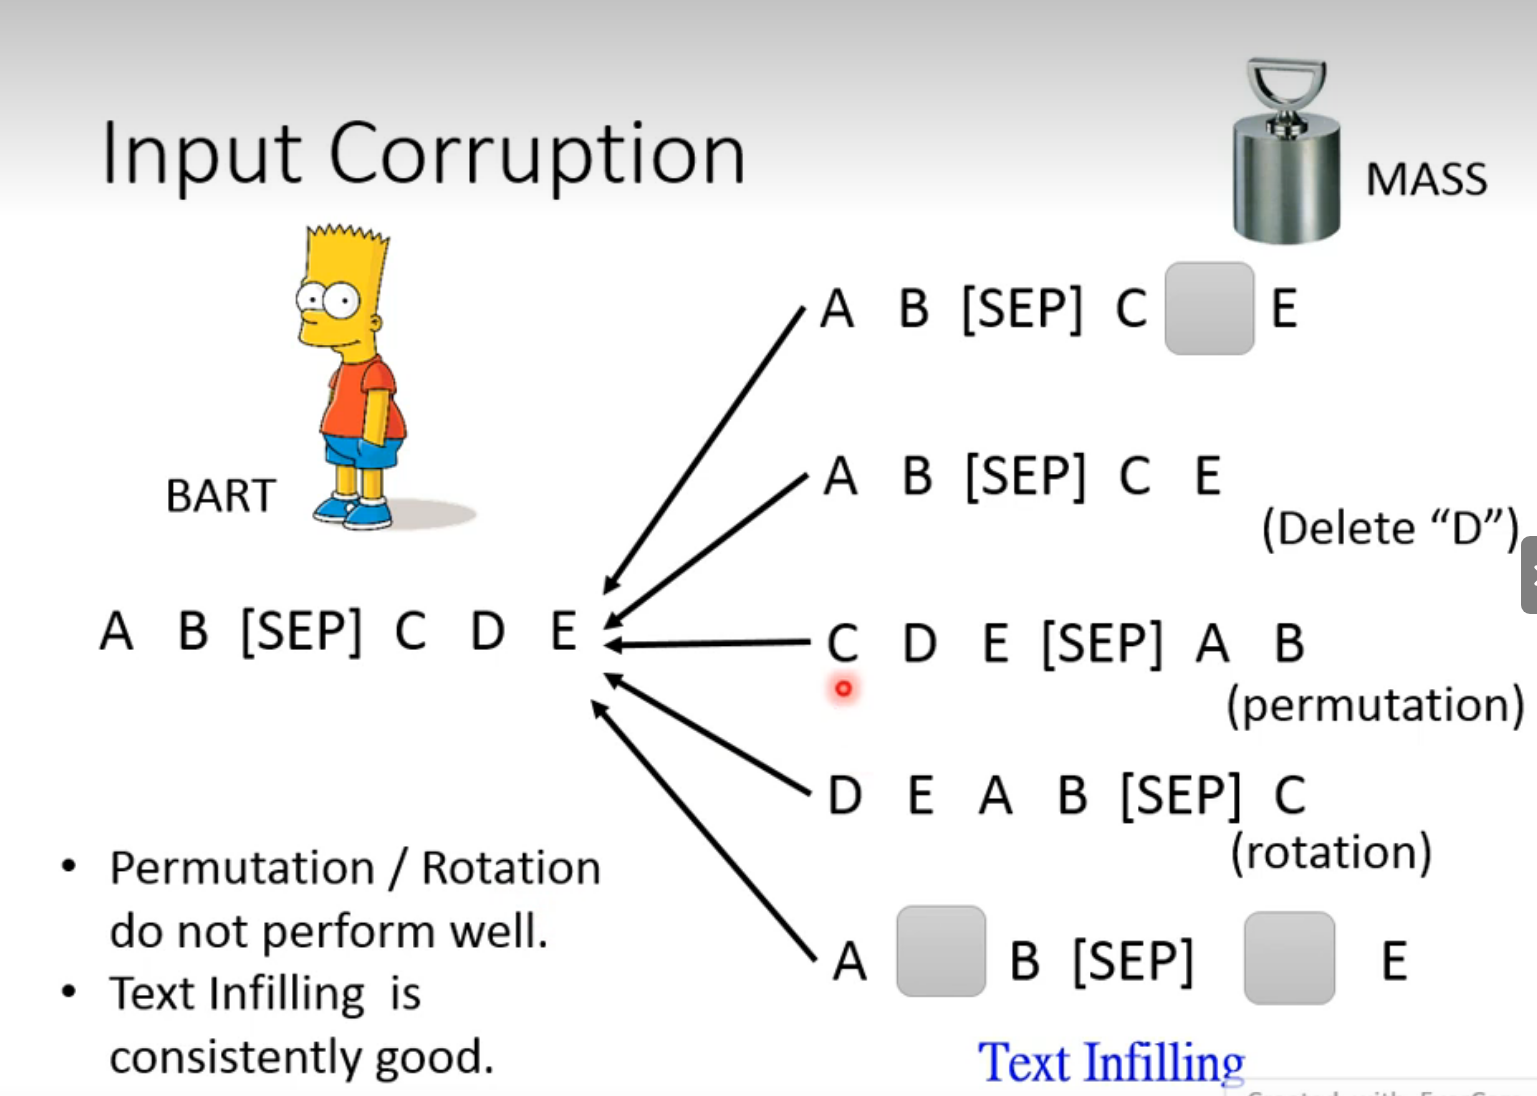 Input Corruption
MASS
A B [SEP] C E
A B [SEP] C E
(Delete “D”)
BART
A B [SEP] C D E
C D E [SEP] A B
(permutation)
D E A B [SEP] C
(rotation)
• Permutation / Rotation
do not perform well.
• Text Infilling is
consistently good.
A B [SEP] E
Text Infilling